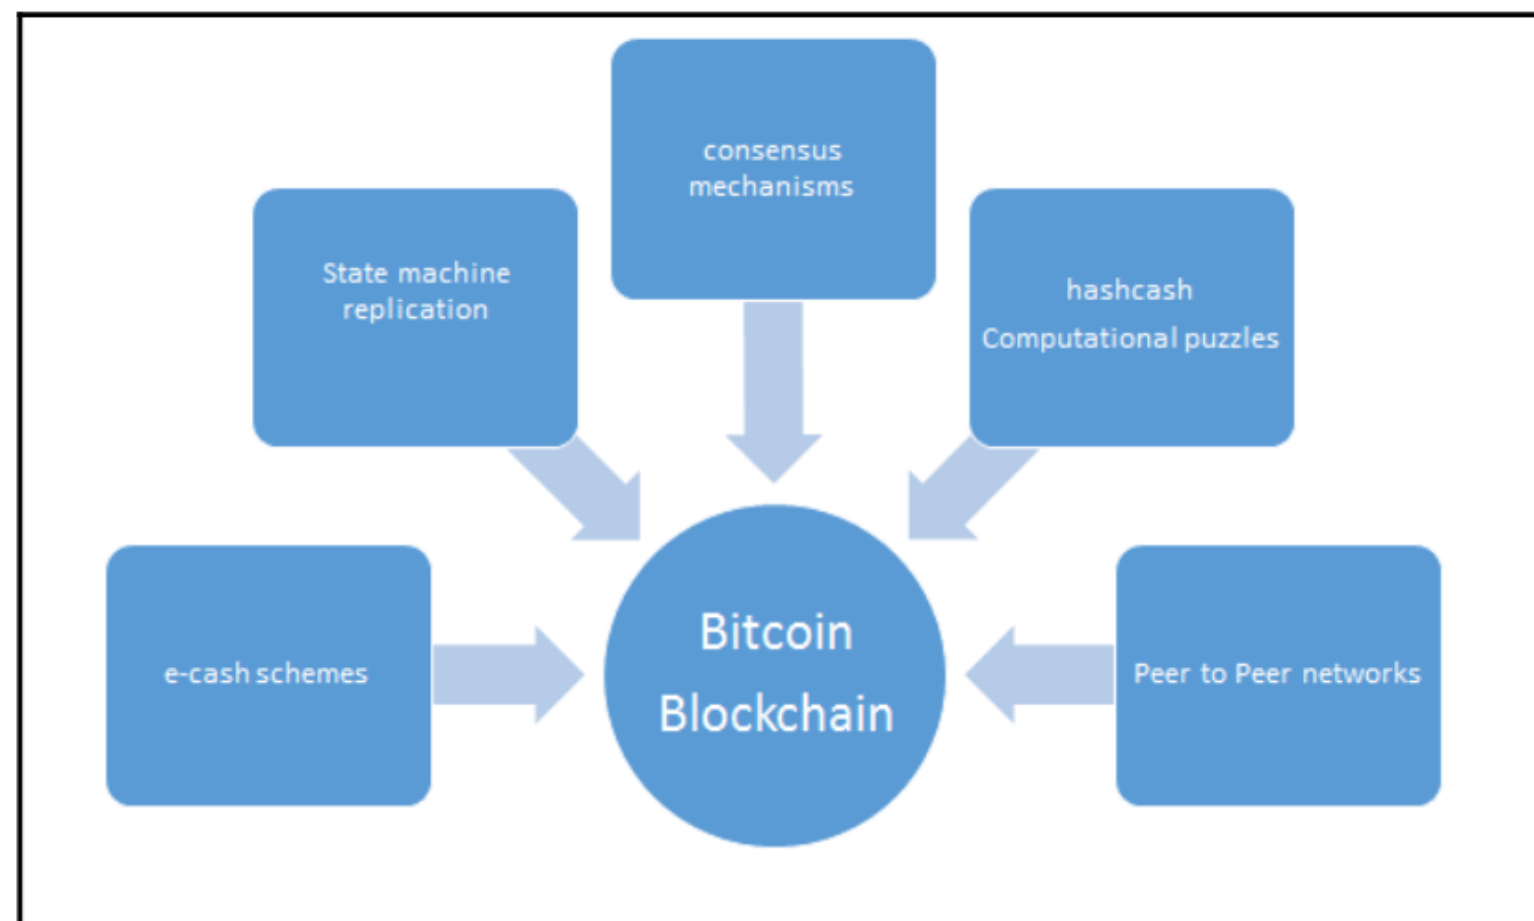 consensus
mechanisms
State machine
replication
hashcash
Computational puzzles
e-cash schemes
Bitcoin
Blockchain
Peer to Peer networks